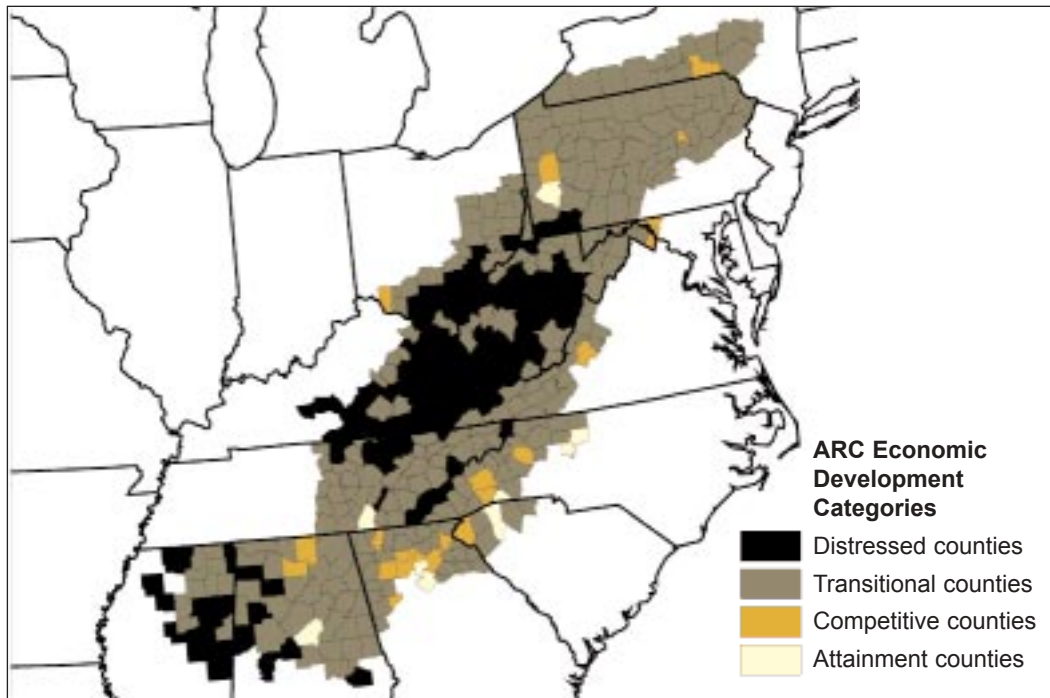 ARC Economic
Development
Categories
Distressed counties
Transitional counties
Competitive counties
Attainment counties